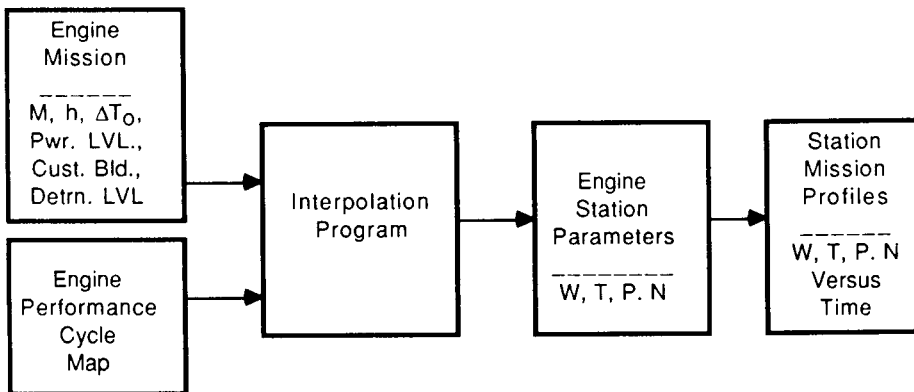 Engine
Mission
M, h, ΔT₀,
Pwr. LVL.,
Cust. Bld.,
Detrn. LVL
Engine
Performance
Cycle
Map
Interpolation
Program
Engine
Station
Parameters
W, T, P. N
Station
Mission
Profiles
W, T, P. N
Versus
Time